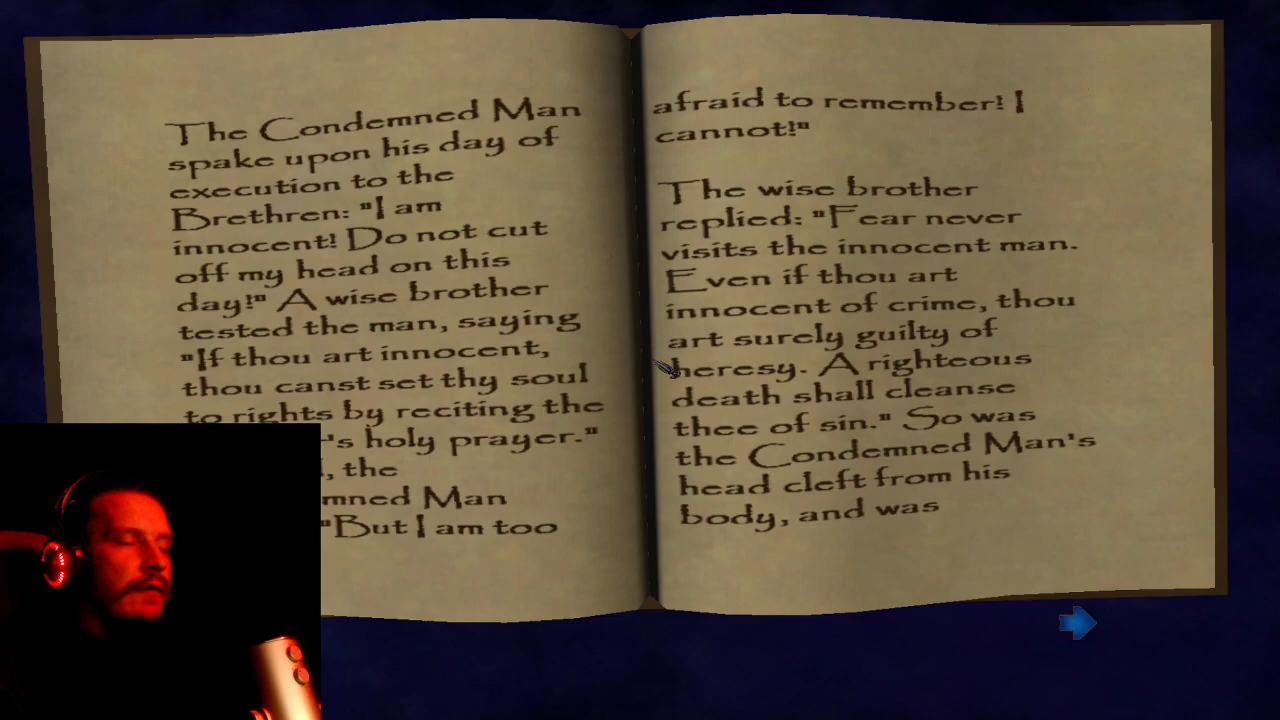 The Condemned Man
spake upon his day of
execution to the
Brethren: "I am
innocent! Do not cut
off my head on this
day!" A wise brother
tested the man, saying
"If thou art innocent,
thou canst set thy soul
to rights by reciting the
's holy prayer."
, the
mned Man
"But I am too
afraid to remember! I
cannot!"
The wise brother
replied: "Fear never
visits the innocent man.
Even if thou art
innocent of crime, thou
art surely guilty of
heresy. A righteous
death shall cleanse
thee of sin." So was
the Condemned Man's
head cleft from his
body, and was